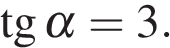 tg α = 3.